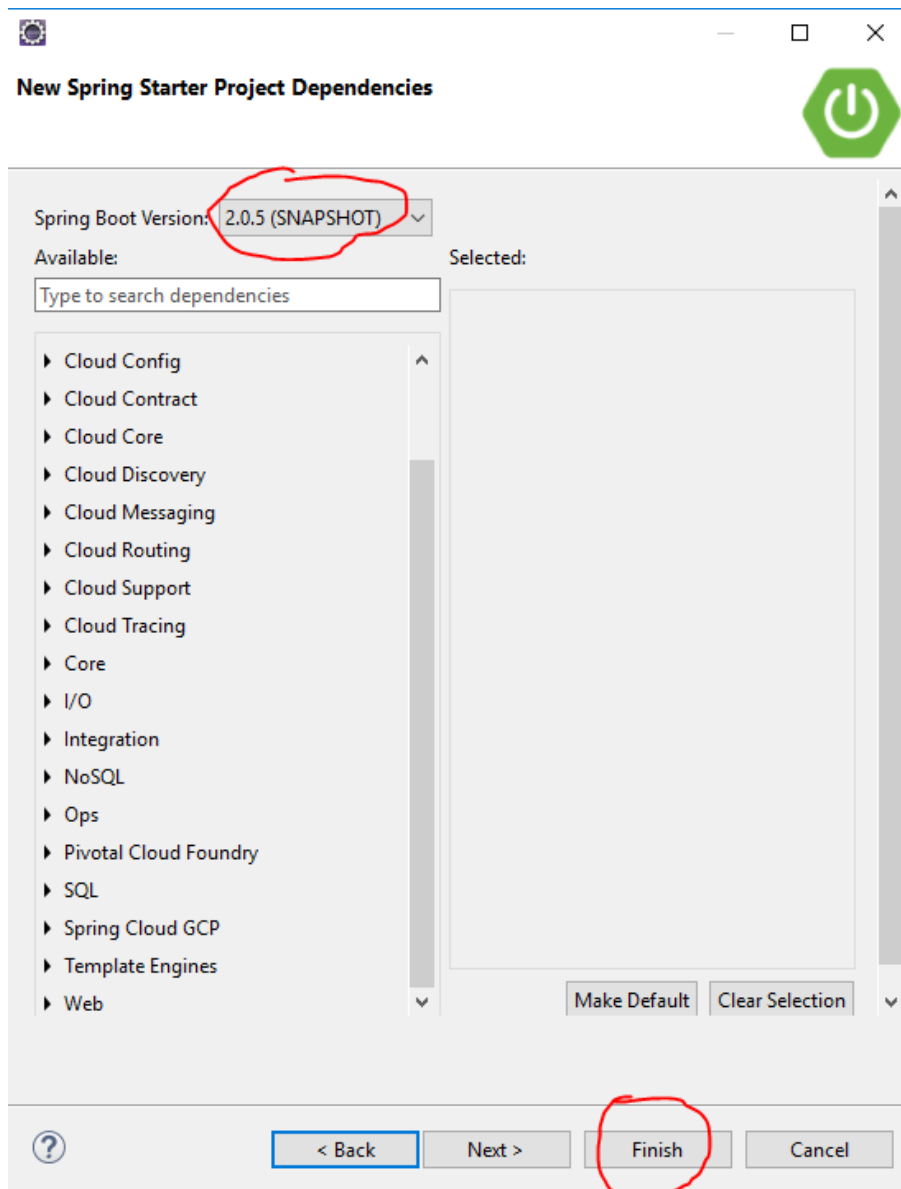 New Spring Starter Project Dependencies
Spring Boot Version: 2.0.5 (SNAPSHOT)
Available:
Selected:
Type to search dependencies
Cloud Config
Cloud Contract
Cloud Core
Cloud Discovery
Cloud Messaging
Cloud Routing
Cloud Support
Cloud Tracing
Core
I/O
Integration
NoSQL
Ops
Pivotal Cloud Foundry
SQL
Spring Cloud GCP
Template Engines
Web
Make Default Clear Selection
? < Back Next > Finish Cancel